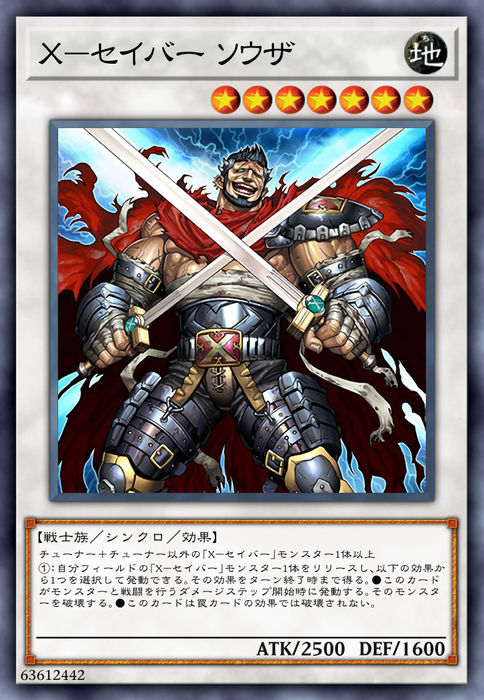 X－セイバー ソウザ
地
ち
【戦士族／シンクロ／効果】
チューナー＋チューナー以外の「X－セイバー」モンスター1体以上
①：自分フィールドの「X－セイバー」モンスター1体をリリースし、以下の効果か
ら1つを選択して発動できる。その効果をターン終了時まで得る。●このカード
がモンスターと戦闘を行うダメージステップ開始時に発動する。そのモンスタ
ーを破壊する。●このカードは罠カードの効果では破壊されない。
ATK/2500 DEF/1600
63612442